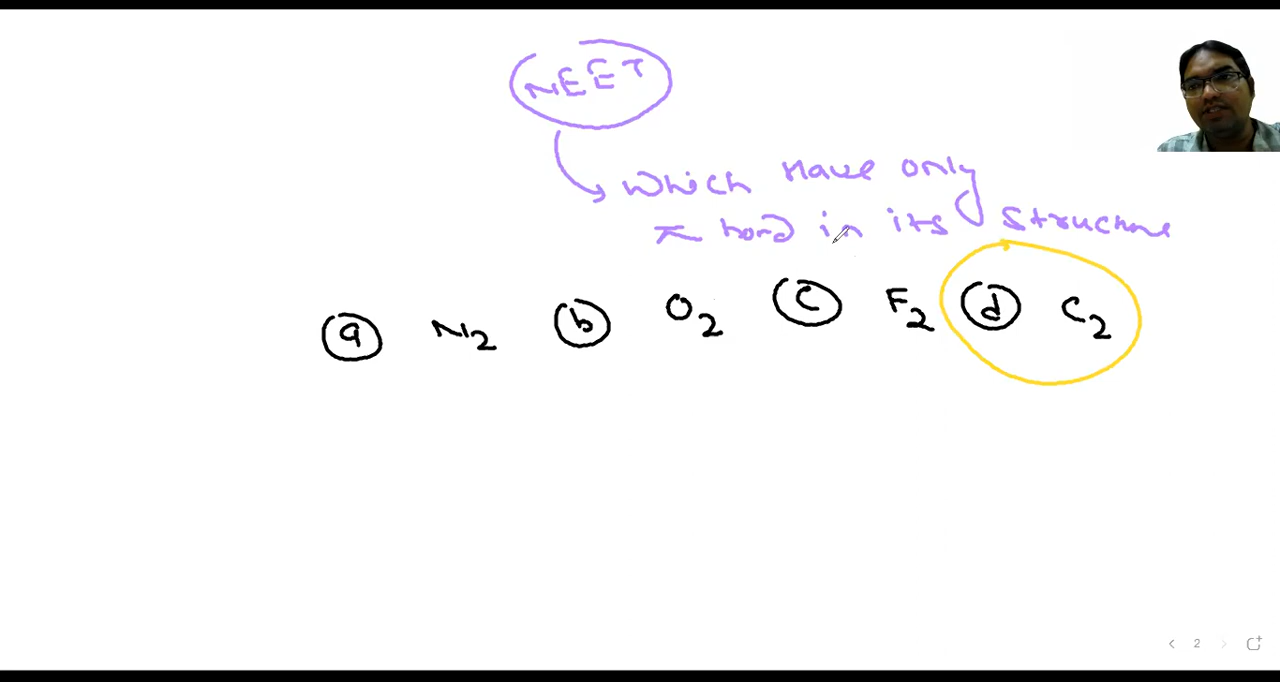 NEET
Which Have only
π bond in its structure
(a) N2 (b) O2 (c) F2 (d) C2
2